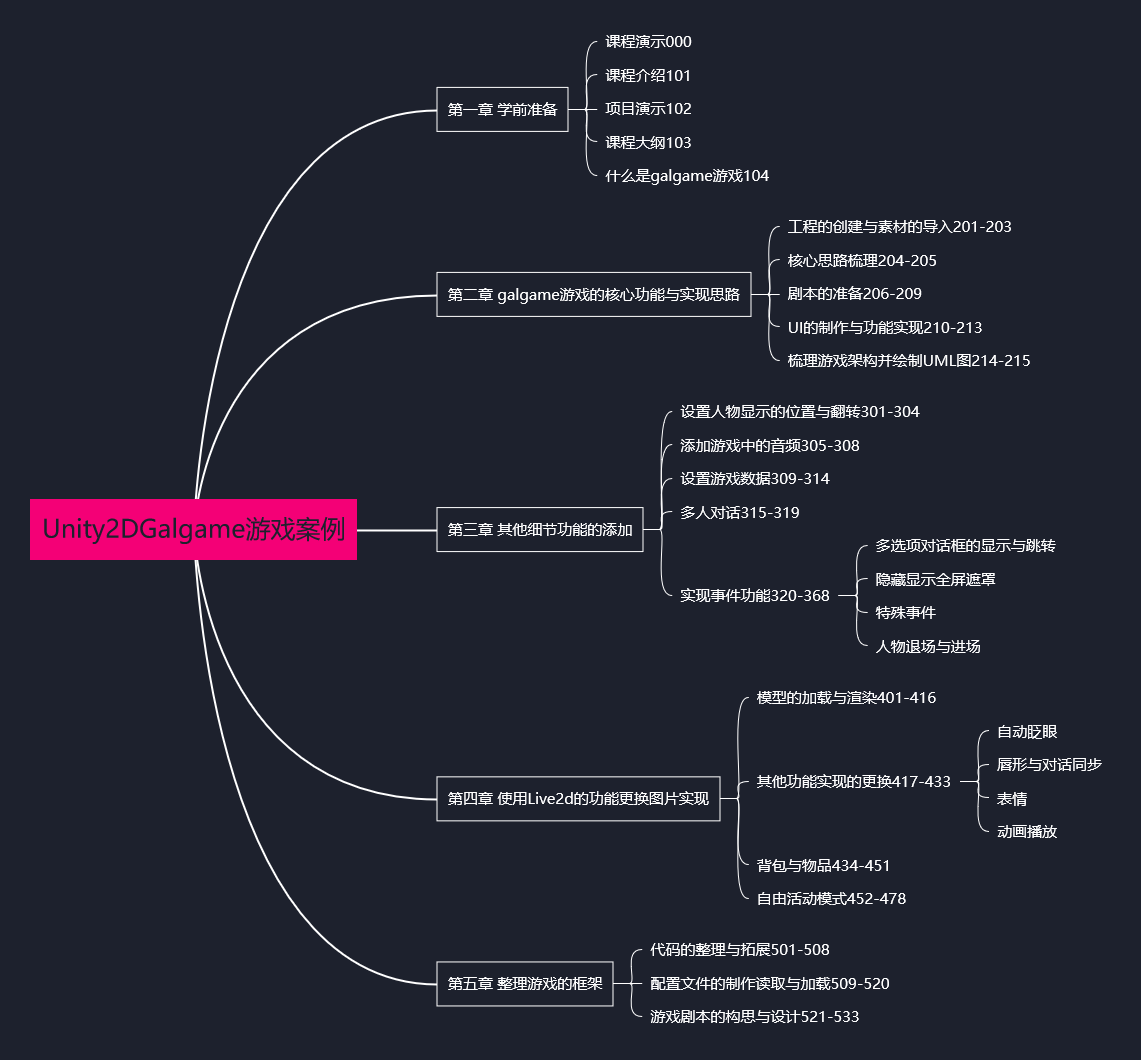 课程演示000
课程介绍101
第一章 学前准备
项目演示102
课程大纲103
什么是galgame游戏104
工程的创建与素材的导入201-203
核心思路梳理204-205
第二章 galgame游戏的核心功能与实现思路
剧本的准备206-209
UI的制作与功能实现210-213
梳理游戏架构并绘制UML图214-215
设置人物显示的位置与翻转301-304
添加游戏中的音频305-308
设置游戏数据309-314
多人对话315-319
Unity2DGalgame游戏案例
第三章 其他细节功能的添加
实现事件功能320-368
多选项对话框的显示与跳转
隐藏显示全屏遮罩
特殊事件
人物退场与进场
模型的加载与渲染401-416
第四章 使用Live2d的功能更换图片实现
其他功能实现的更换417-433
自动眨眼
唇形与对话同步
表情
动画播放
背包与物品434-451
自由活动模式452-478
代码的整理与拓展501-508
第五章 整理游戏的框架
配置文件的制作读取与加载509-520
游戏剧本的构思与设计521-533